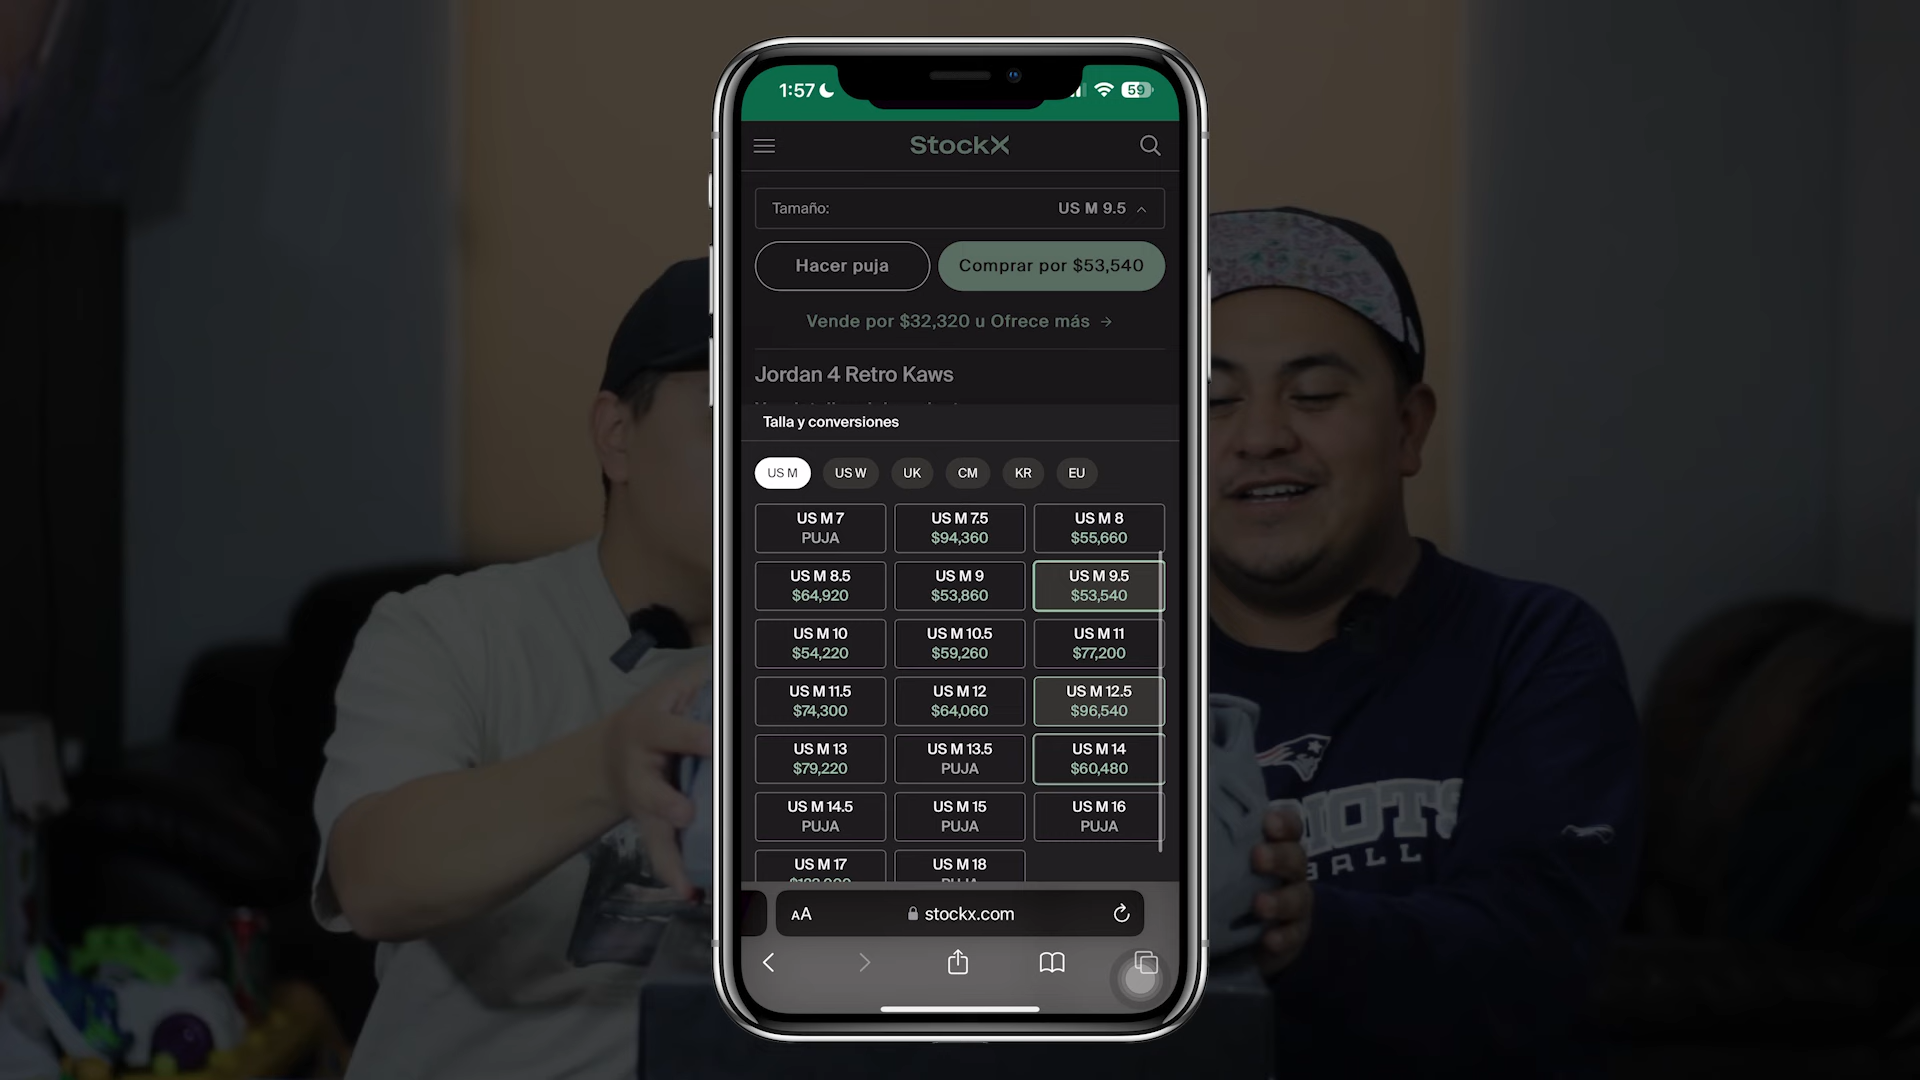 1:57
59
StockX
Tamaño: US M 9.5
Hacer puja
Comprar por $53,540
Vende por $32,320 u Ofrece más →
Jordan 4 Retro Kaws
Talla y conversiones
US M US W UK CM KR EU
US M 7 US M 7.5 US M 8
PUJA $94,360 $55,660
US M 8.5 US M 9 US M 9.5
$64,920 $53,860 $53,540
US M 10 US M 10.5 US M 11
$54,220 $59,260 $77,200
US M 11.5 US M 12 US M 12.5
$74,300 $64,060 $96,540
US M 13 US M 13.5 US M 14
$79,220 PUJA $60,480
US M 14.5 US M 15 US M 16
PUJA PUJA PUJA
US M 17 US M 18
PUJA
AA stockx.com